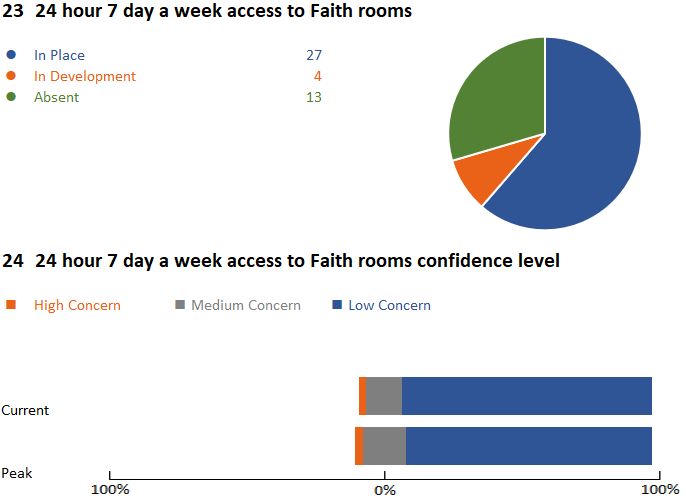 23 24 hour 7 day a week access to Faith rooms
In Place 27
In Development 4
Absent 13
24 24 hour 7 day a week access to Faith rooms confidence level
High Concern Medium Concern Low Concern
Current
Peak
100% 0% 100%